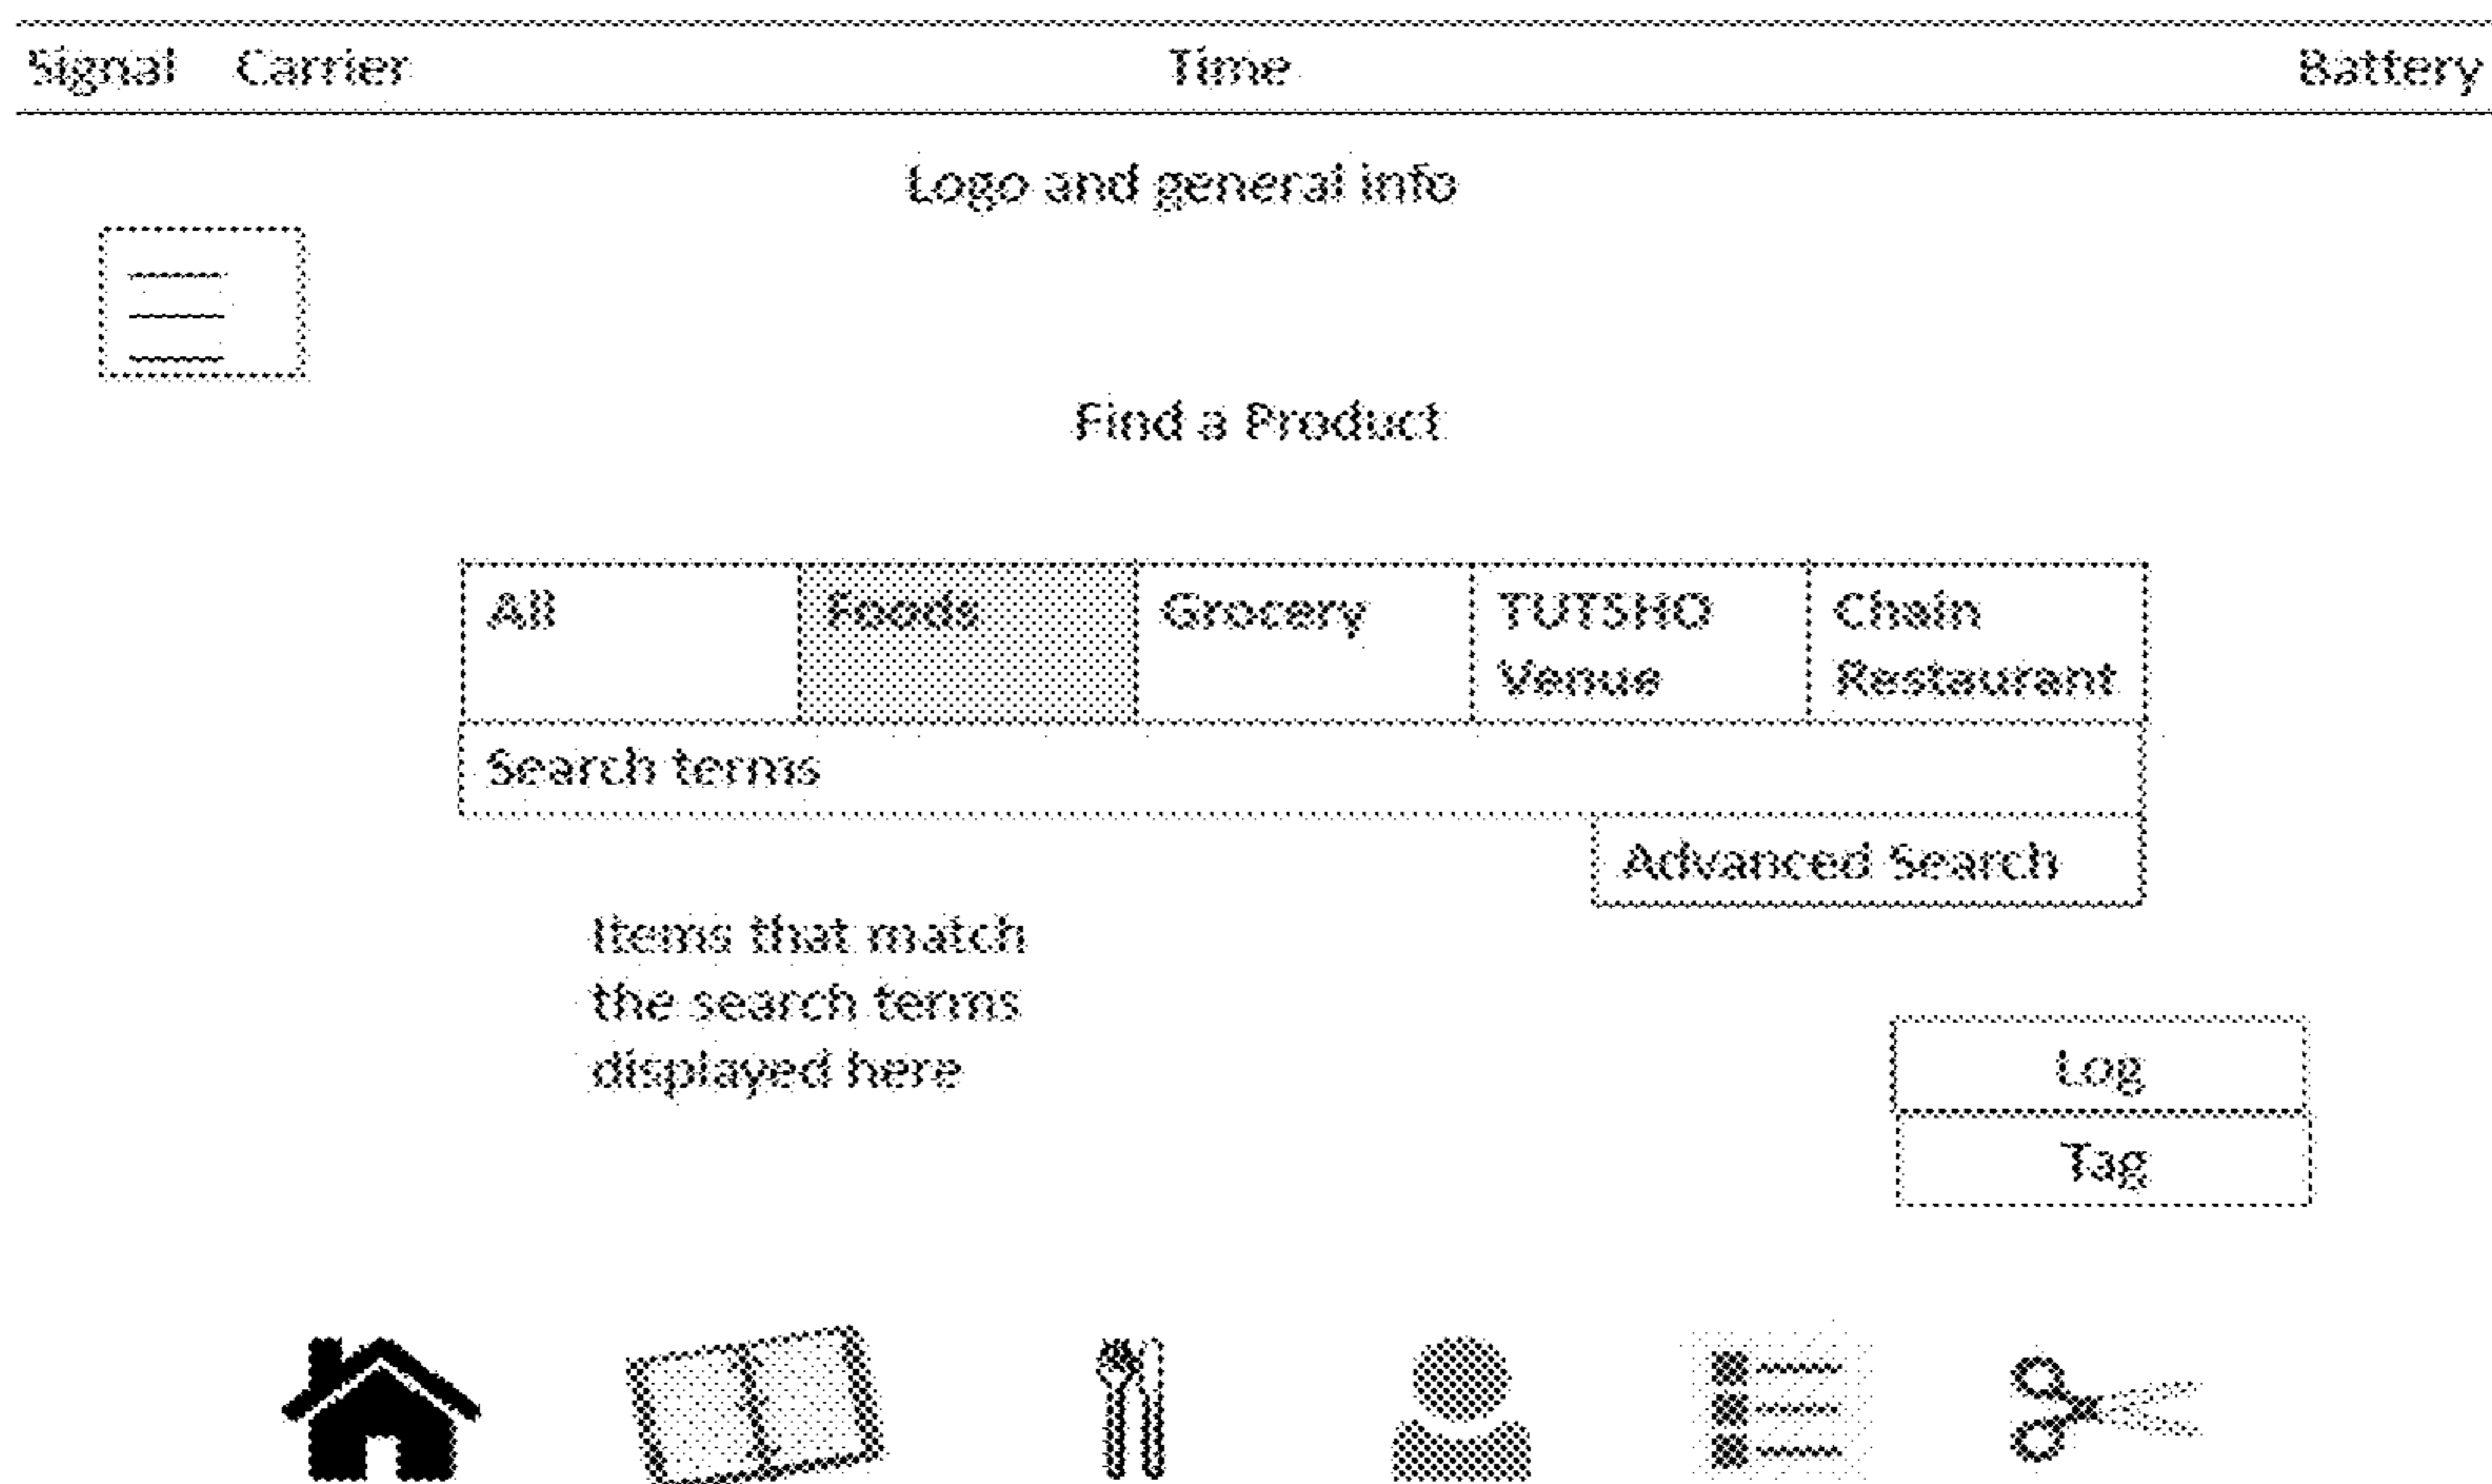 Signal Carrier Time Battery
Logo and general info
Find a Product
All Foods Grocery TUTSHO Chain
Venue Restaurant
Search terms
Advanced Search
Items that match
the search terms
displayed here
Log
Tag